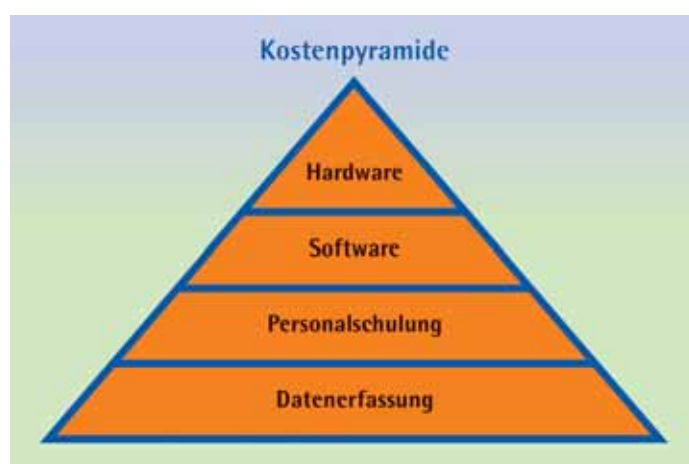 Kostenpyramide
Hardware
Software
Personalschulung
Datenerfassung